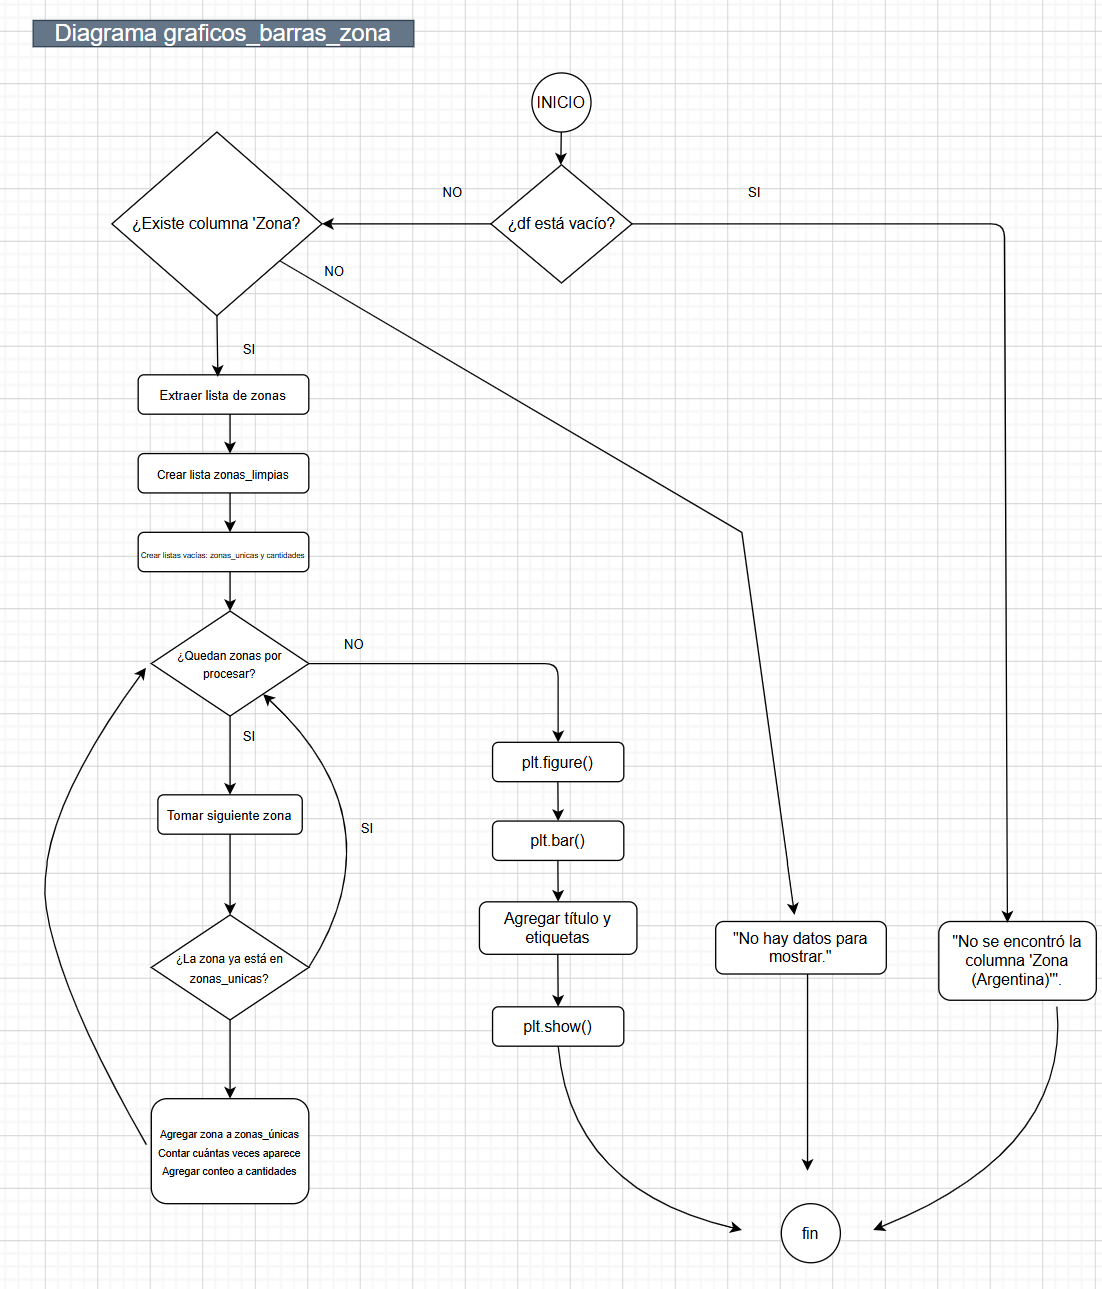 Diagrama graficos_barras_zona
INICIO
NO
SI
¿Existe columna 'Zona?
¿df está vacío?
NO
SI
Extraer lista de zonas
Crear lista zonas_limpias
Crear listas vacías: zonas_unicas y cantidades
¿Quedan zonas por
procesar?
NO
SI
plt.figure()
Tomar siguiente zona
SI
plt.bar()
Agregar título y
etiquetas
"No hay datos para
mostrar."
"No se encontró la
columna 'Zona
(Argentina)'".
¿La zona ya está en
zonas_unicas?
plt.show()
Agregar zona a zonas_únicas
Contar cuántas veces aparece
Agregar conteo a cantidades
fin